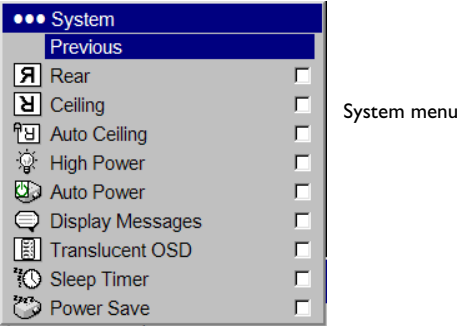 System
Previous
Rear
Ceiling
Auto Ceiling
High Power
Auto Power
Display Messages
Translucent OSD
Sleep Timer
Power Save
System menu